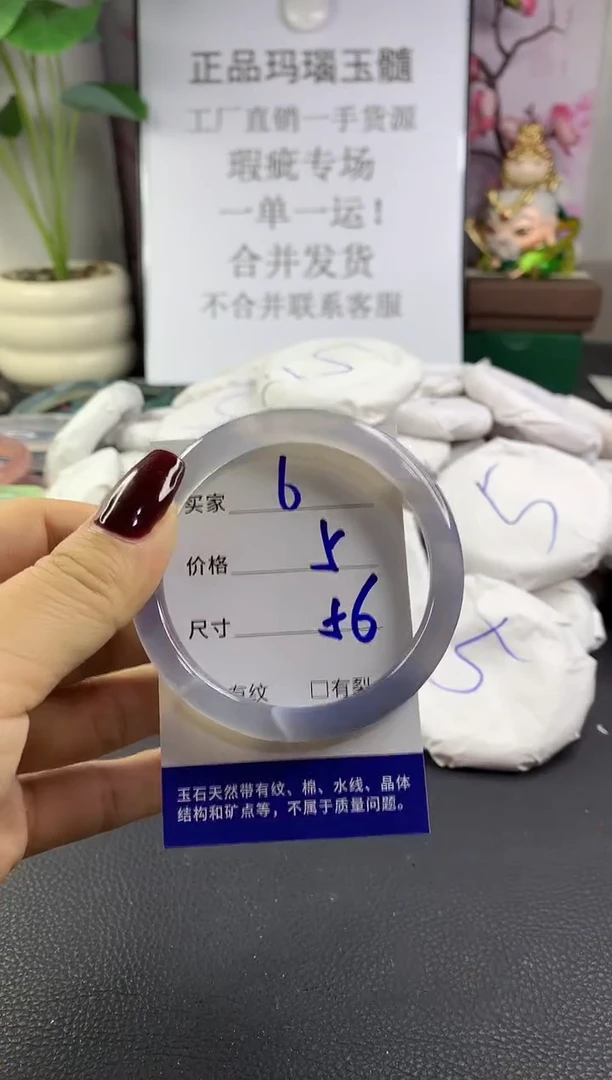 正品玛瑙玉髓
工厂直销一手货源
瑕疵专场
一单一运！
合并发货
不合并联系客服
买家 6
价格 5
尺寸 56
有纹 □有裂
玉石天然带有纹、棉、水线、晶体
结构和矿点等，不属于质量问题。
5
5
5